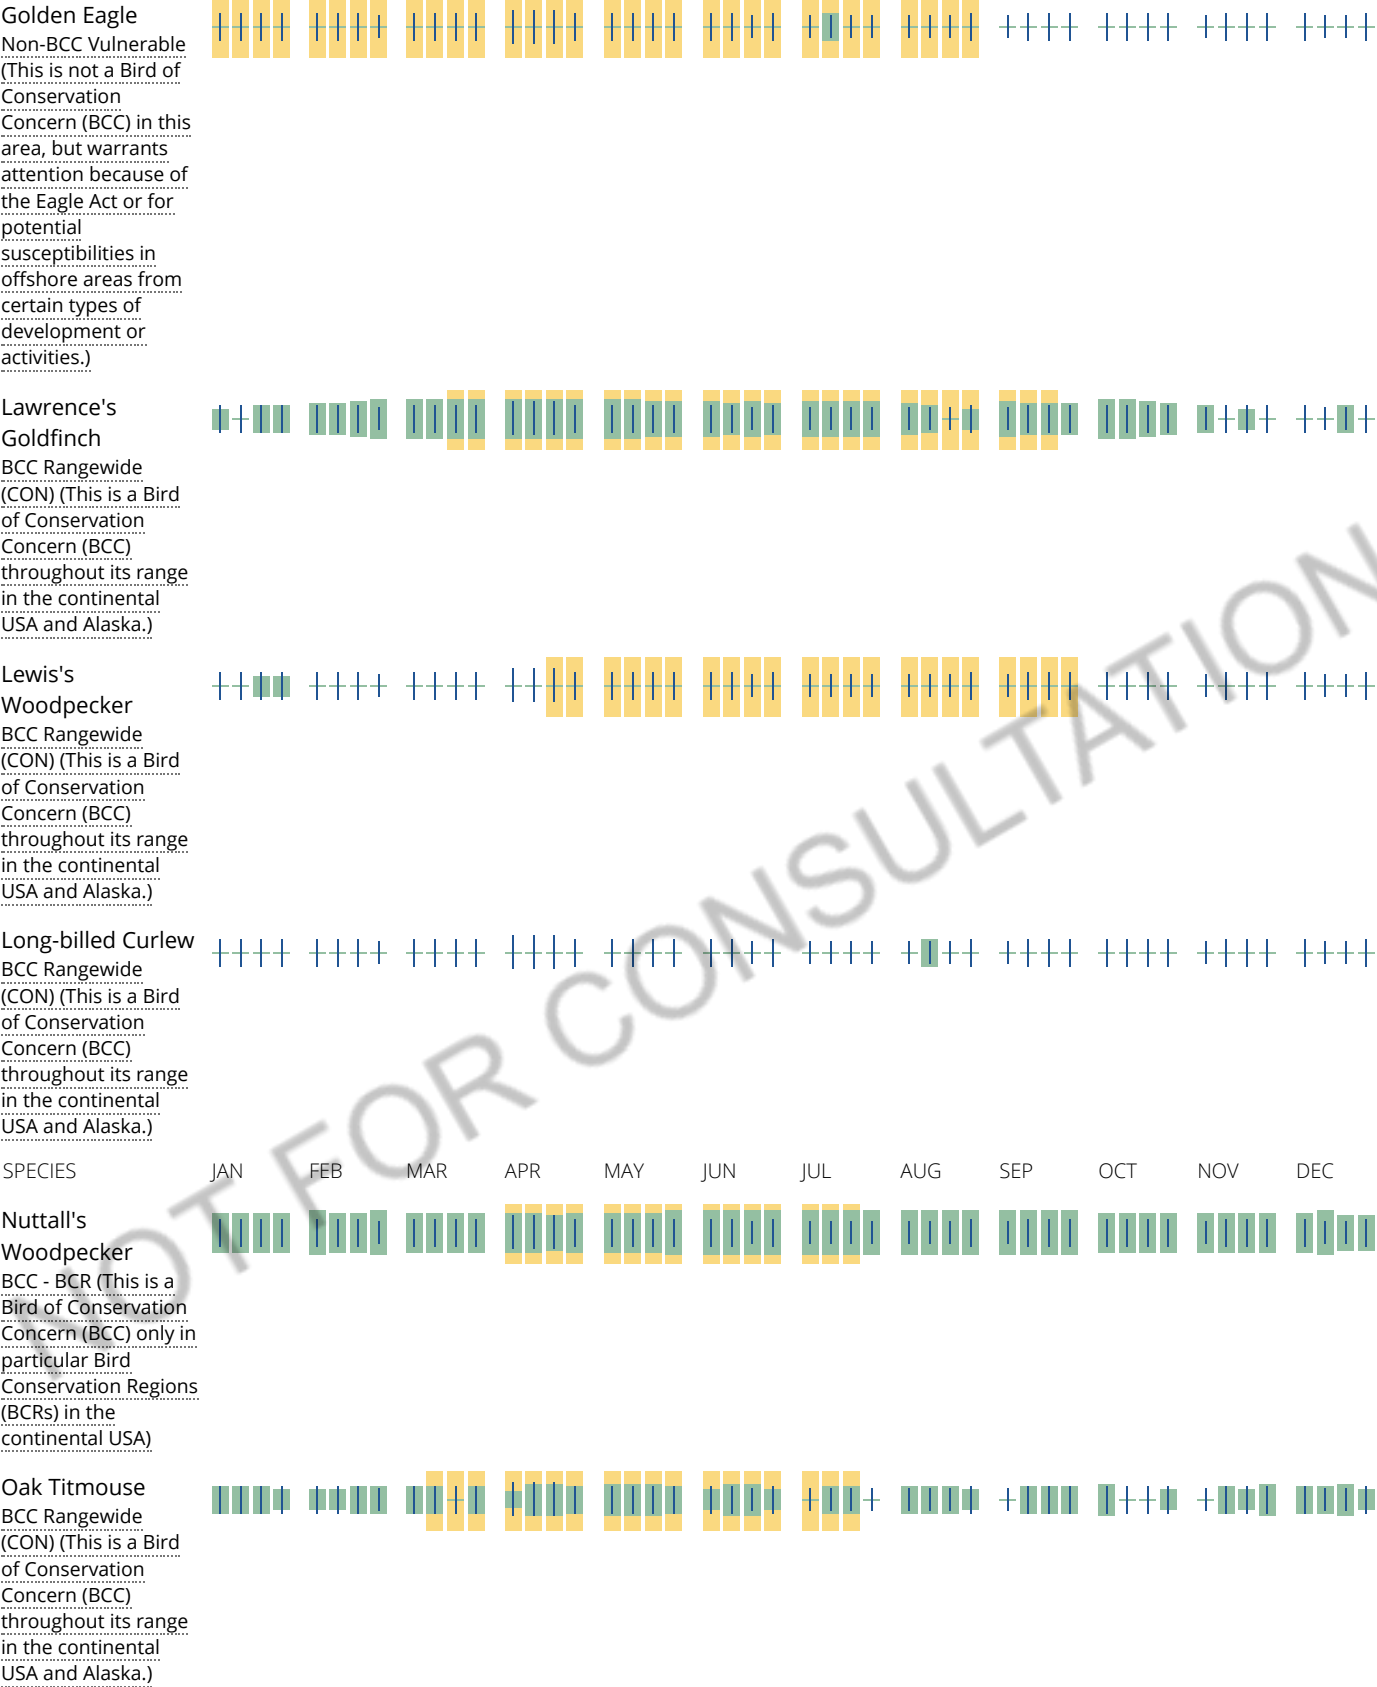 Golden Eagle
Non-BCC Vulnerable
(This is not a Bird of
Conservation
Concern (BCC) in this
area, but warrants
attention because of
the Eagle Act or for
potential
susceptibilities in
offshore areas from
certain types of
development or
activities.)
Lawrence's
Goldfinch
BCC Rangewide
(CON) (This is a Bird
of Conservation
Concern (BCC)
throughout its range
in the continental
USA and Alaska.)
Lewis's
Woodpecker
BCC Rangewide
(CON) (This is a Bird
of Conservation
Concern (BCC)
throughout its range
in the continental
USA and Alaska.)
Long-billed Curlew
BCC Rangewide
(CON) (This is a Bird
of Conservation
Concern (BCC)
throughout its range
in the continental
USA and Alaska.)
SPECIES JAN FEB MAR APR MAY JUN JUL AUG SEP OCT NOV DEC
Nuttall's
Woodpecker
BCC - BCR (This is a
Bird of Conservation
Concern (BCC) only in
particular Bird
Conservation Regions
(BCRs) in the
continental USA)
Oak Titmouse
BCC Rangewide
(CON) (This is a Bird
of Conservation
Concern (BCC)
throughout its range
in the continental
USA and Alaska.)
NOT FOR CONSULTATION